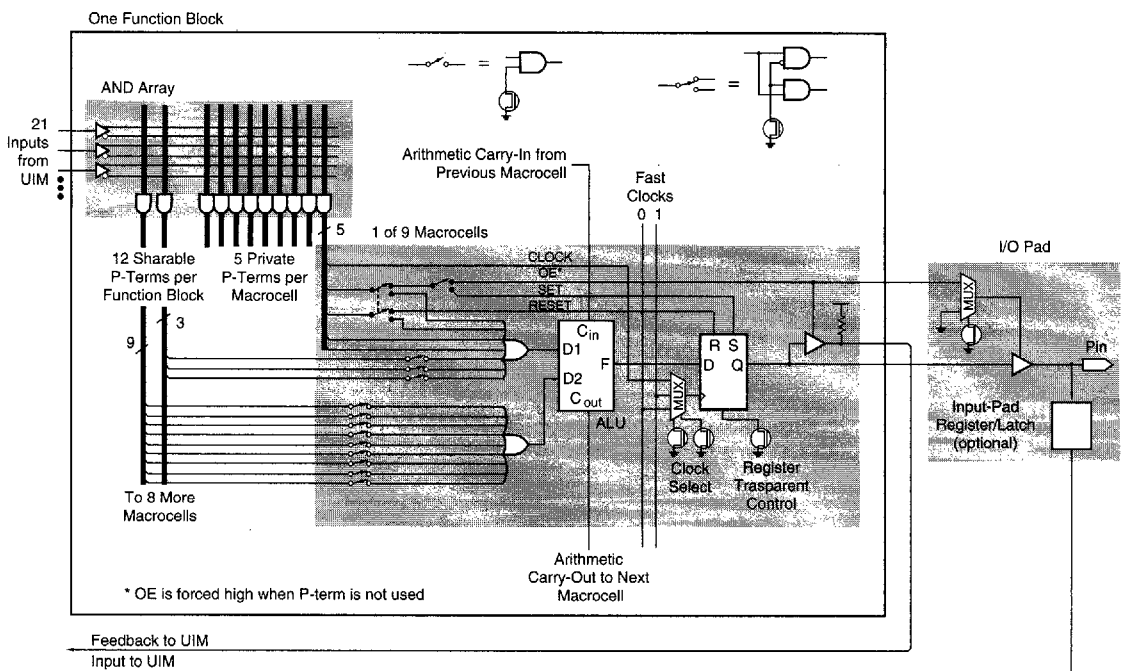 One Function Block
AND Array
21
Inputs
from
UIM
=
=
Arithmetic Carry-In from
Previous Macrocell
Fast
Clocks
0 1
5
1 of 9 Macrocells
I/O Pad
12 Sharable
P-Terms per
Function Block
5 Private
P-Terms per
Macrocell
CLOCK
OE*
SET
RESET
MUX
3
9
Cin
D1
D2
Cout
F
ALU
R S
D Q
MUX
Pin
Input-Pad
Register/Latch
(optional)
Clock
Select
Register
Trasparent
Control
To 8 More
Macrocells
Arithmetic
Carry-Out to Next
Macrocell
* OE is forced high when P-term is not used
Feedback to UIM
Input to UIM